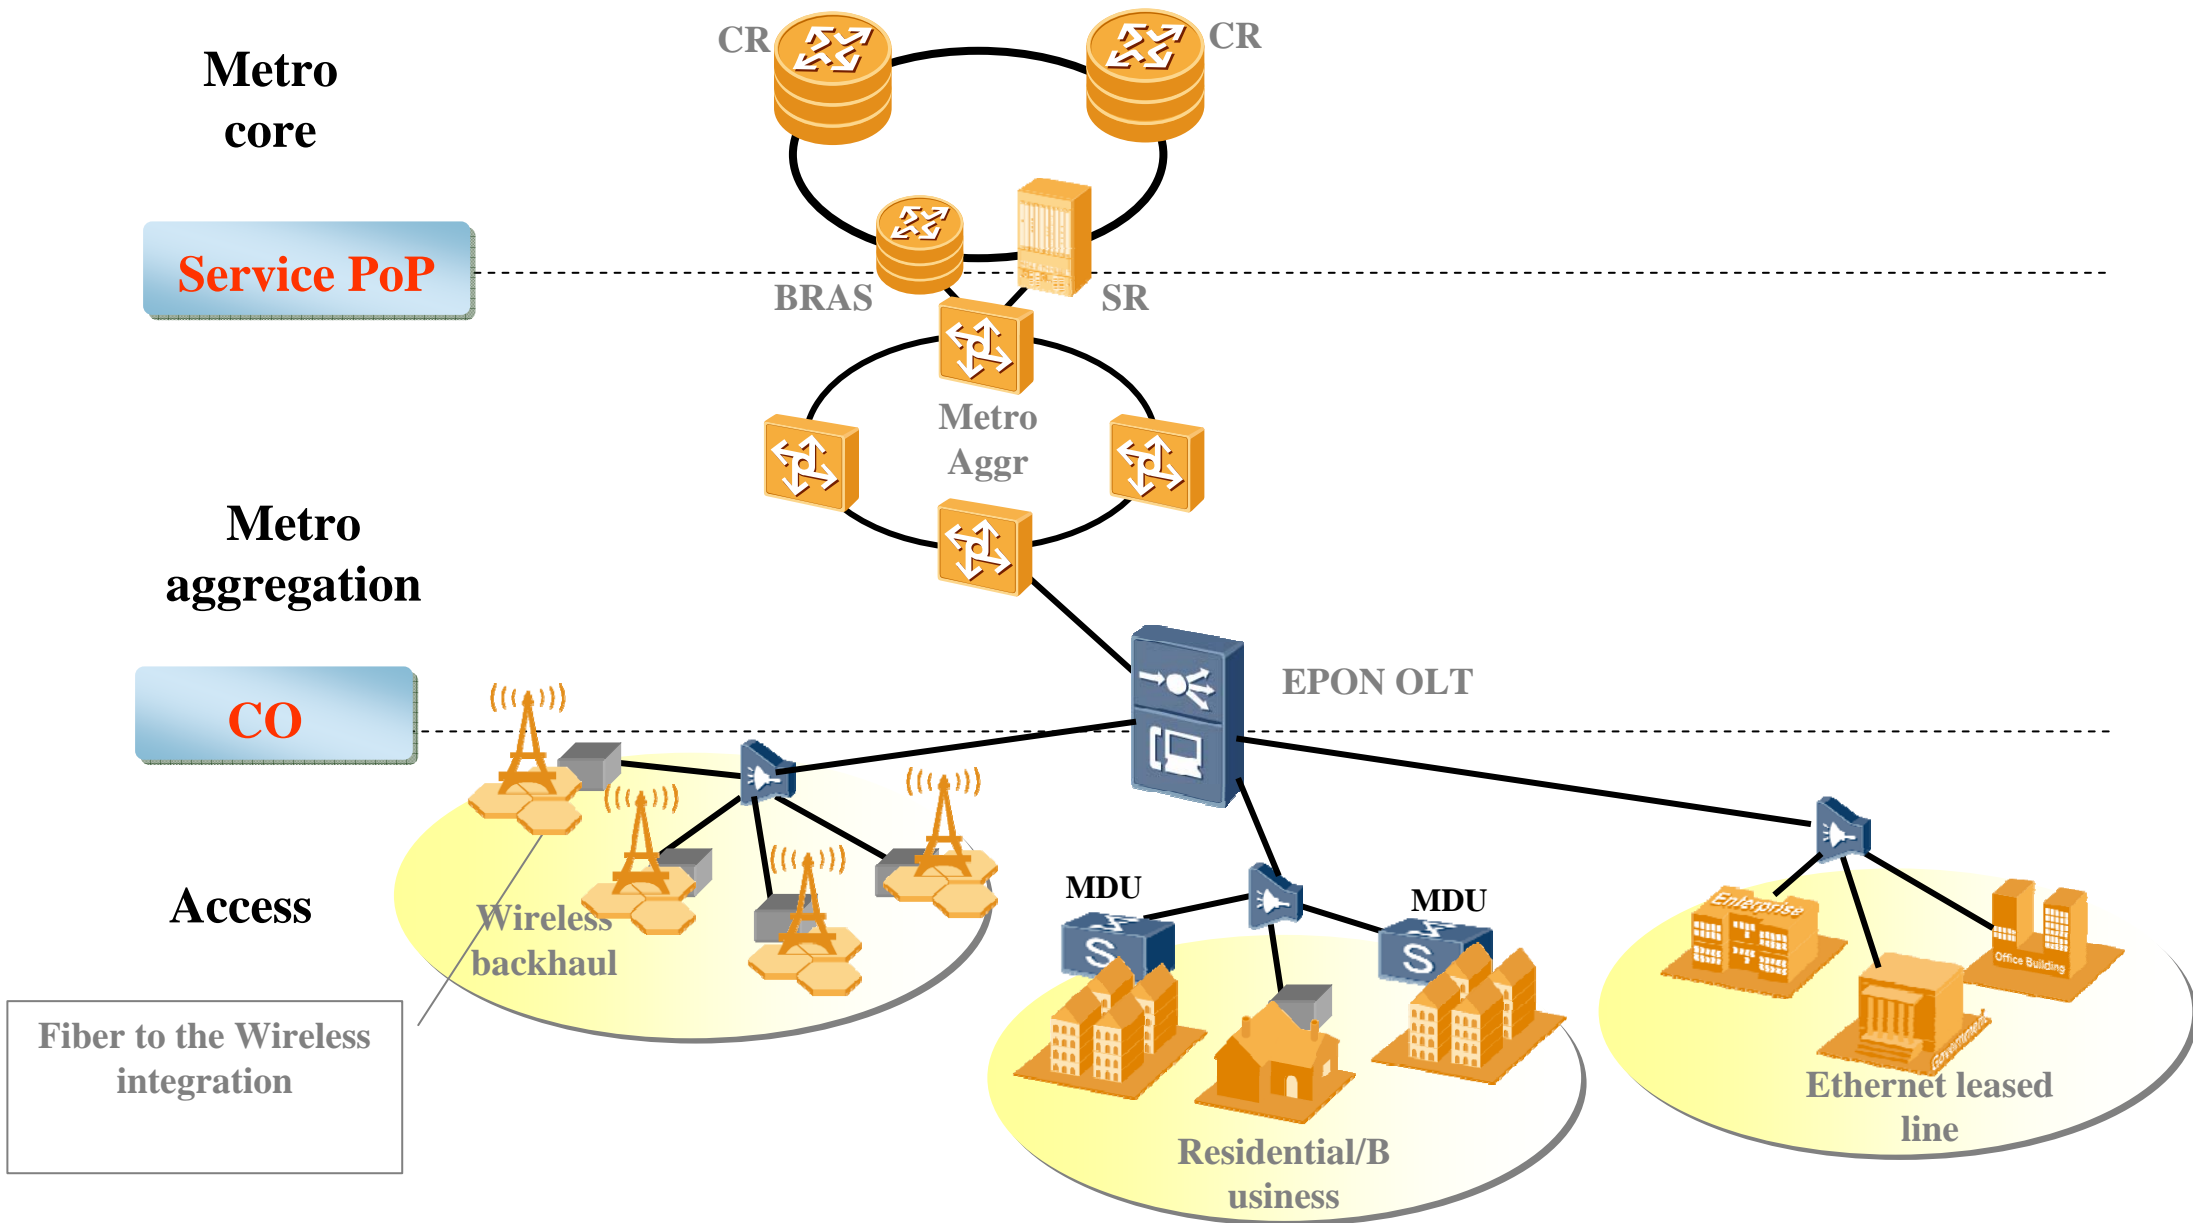 CR
CR
Metro
core
Service PoP
BRAS
SR
Metro
Aggr
Metro
aggregation
EPON OLT
CO
Access
MDU
MDU
Wireless
backhaul
M
S
M
S
Enterprise
Office Building
Government
Fiber to the Wireless
integration
Ethernet leased
line
Residential/B
usiness